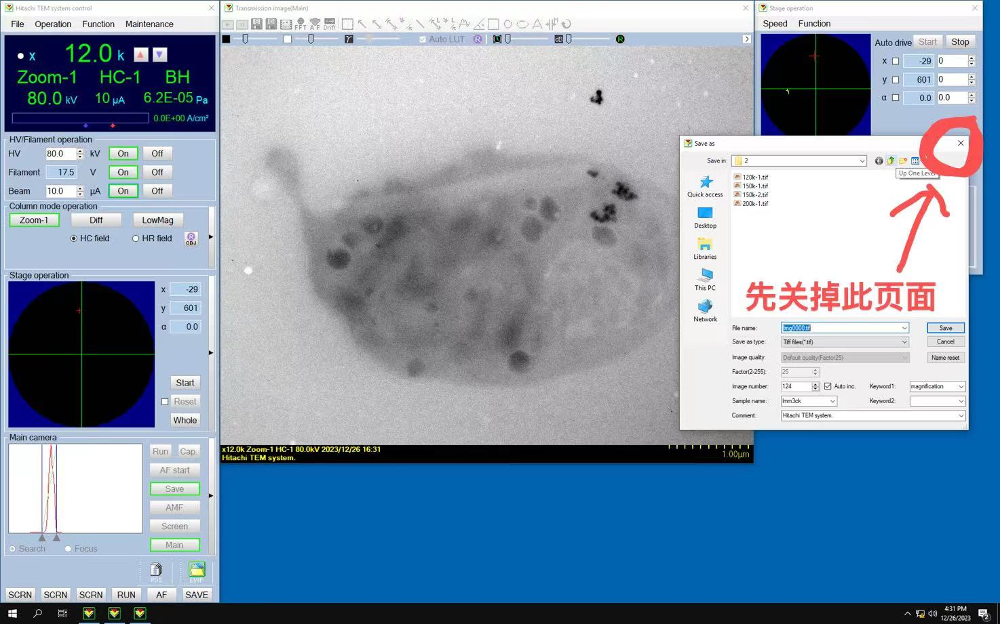 Hitachi TEM system control
File Operation Function Maintenance
x 12.0 k
Zoom-1 HC-1 BH
80.0 kV 10 µA 6.2E-05 Pa
0.0E+00 A/cm²
HV/Filament operation
HV 80.0 kV On Off
Filament 17.5 V On Off
Beam 10.0 µA On Off
Column mode operation
Zoom-1 Diff LowMag
HC field HR field R OBJ
Stage operation
x -29
y 601
α 0.0
Start
Reset
Whole
Main camera
Run Cap.
AF start
Save
AMF
Screen
Search Focus Main
PDS EMIP
SCRN SCRN SCRN RUN AF SAVE
Transmission image(Main)
FFT A F Drift
γ Auto LUT R dB R
x12.0k Zoom-1 HC-1 80.0kV 2023/12/26 16:31
Hitachi TEM system.
1.00µm
Stage operation
Speed Function
Auto drive Start Stop
x -29 0
y 601 0
α 0.0 0.0
Save as
Save in: 2
Up One Level
Quick access
Desktop
Libraries
This PC
Network
120k-1.tif
150k-1.tif
150k-2.tif
200k-1.tif
先关掉此页面
File name: Img0000.tif Save
Save as type: Tiff files(*.tif) Cancel
Image quality: Default quality(Factor25) Name reset
Factor(2-255): 25
Image number: 124 Auto inc. Keyword1: magnification
Sample name: lmm3ck Keyword2:
Comment: Hitachi TEM system.
4:31 PM
12/26/2023
2